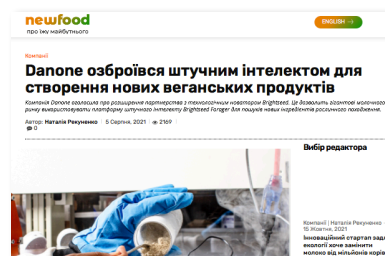 newfood
про їжу майбутнього
ENGLISH →
Компанії
Danone озброївся штучним інтелектом для
створення нових веганських продуктів
Компанія Danone оголосила про розширення партнерства з технологічним новатором Brightseed. Це дозволить гігантові молочного
ринку використовувати платформу штучного інтелекту Brightseed Forager для пошуків нових інгредієнтів рослинного походження.
Автор: Наталія Рекуненко | 5 Серпня, 2021 | 2169
0
Вибір редактора
Компанії | Наталія Рекуненко
15 Жовтня, 2021
Інноваційний стартап задл
екології хоче замінити
молоко від мільйонів корів